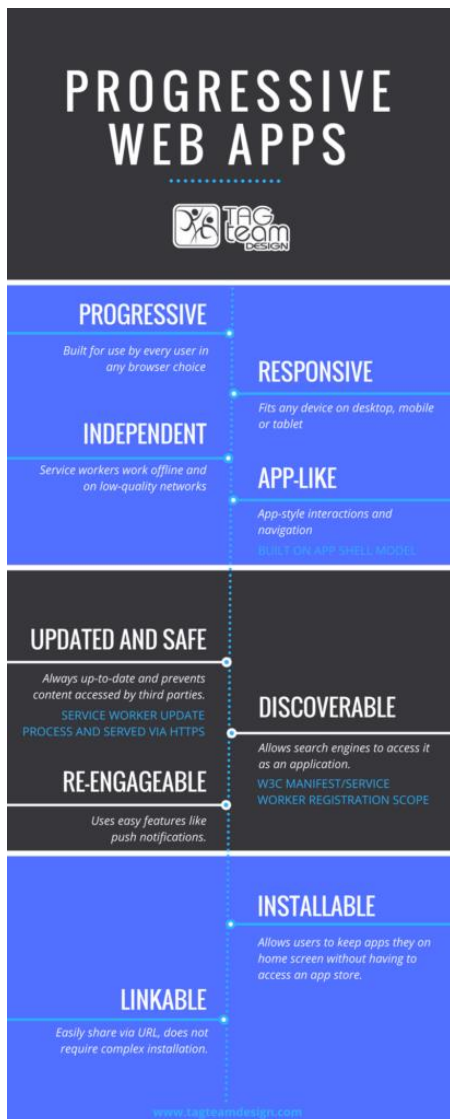 PROGRESSIVE
WEB APPS
TAG
team
DESIGN
PROGRESSIVE
Built for use by every user in
any browser choice
RESPONSIVE
Fits any device on desktop, mobile
or tablet
INDEPENDENT
Service workers work offline and
on low-quality networks
APP-LIKE
App-style interactions and
navigation
BUILT ON APP SHELL MODEL
UPDATED AND SAFE
Always up-to-date and prevents
content accessed by third parties.
SERVICE WORKER UPDATE
PROCESS AND SERVED VIA HTTPS
DISCOVERABLE
Allows search engines to access it
as an application.
W3C MANIFEST/SERVICE
WORKER REGISTRATION SCOPE
RE-ENGAGEABLE
Uses easy features like
push notifications.
INSTALLABLE
Allows users to keep apps they on
home screen without having to
access an app store.
LINKABLE
Easily share via URL, does not
require complex installation.
www.tagteamdesign.com